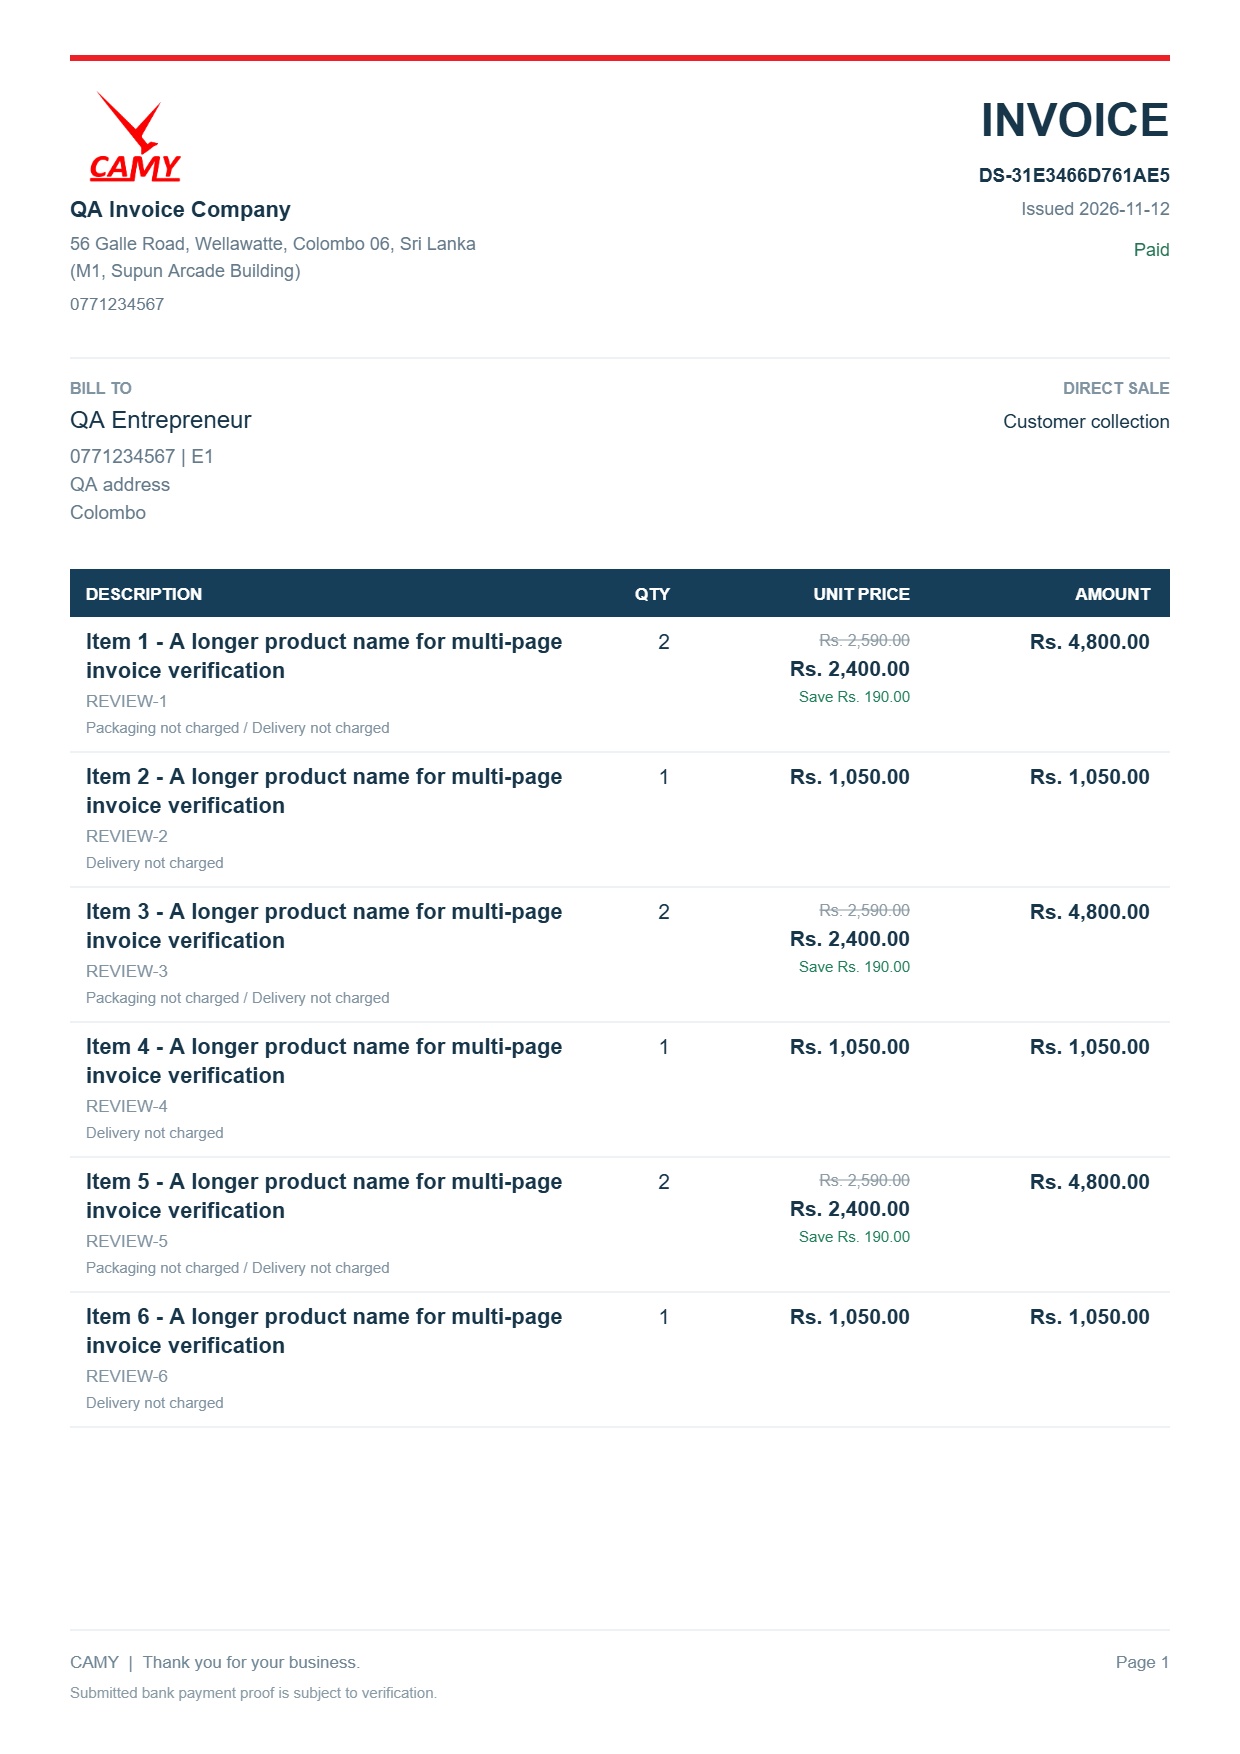 CAMY
INVOICE
DS-31E3466D761AE5
QA Invoice Company
Issued 2026-11-12
56 Galle Road, Wellawatte, Colombo 06, Sri Lanka
(M1, Supun Arcade Building)
Paid
0771234567
BILL TO
DIRECT SALE
QA Entrepreneur
Customer collection
0771234567 | E1
QA address
Colombo
DESCRIPTION QTY UNIT PRICE AMOUNT
Item 1 - A longer product name for multi-page 2 Rs. 2,590.00 Rs. 4,800.00
invoice verification Rs. 2,400.00
REVIEW-1 Save Rs. 190.00
Packaging not charged / Delivery not charged
Item 2 - A longer product name for multi-page 1 Rs. 1,050.00 Rs. 1,050.00
invoice verification
REVIEW-2
Delivery not charged
Item 3 - A longer product name for multi-page 2 Rs. 2,590.00 Rs. 4,800.00
invoice verification Rs. 2,400.00
REVIEW-3 Save Rs. 190.00
Packaging not charged / Delivery not charged
Item 4 - A longer product name for multi-page 1 Rs. 1,050.00 Rs. 1,050.00
invoice verification
REVIEW-4
Delivery not charged
Item 5 - A longer product name for multi-page 2 Rs. 2,590.00 Rs. 4,800.00
invoice verification Rs. 2,400.00
REVIEW-5 Save Rs. 190.00
Packaging not charged / Delivery not charged
Item 6 - A longer product name for multi-page 1 Rs. 1,050.00 Rs. 1,050.00
invoice verification
REVIEW-6
Delivery not charged
CAMY | Thank you for your business. Page 1
Submitted bank payment proof is subject to verification.